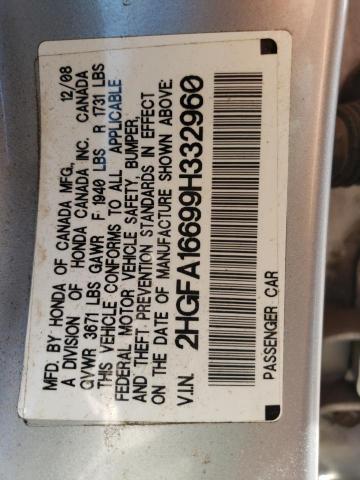 MFD. BY HONDA OF CANADA MFG., 12/08
A DIVISION OF HONDA CANADA INC, CANADA
GVWR 3671 LBS GAWR F 1940 LBS R 1731 LBS
THIS VEHICLE CONFORMS TO ALL APPLICABLE
FEDERAL MOTOR VEHICLE SAFETY, BUMPER,
AND THEFT PREVENTION STANDARDS IN EFFECT
ON THE DATE OF MANUFACTURE SHOWN ABOVE.
V.I.N. 2HGFA16699H332960
PASSENGER CAR